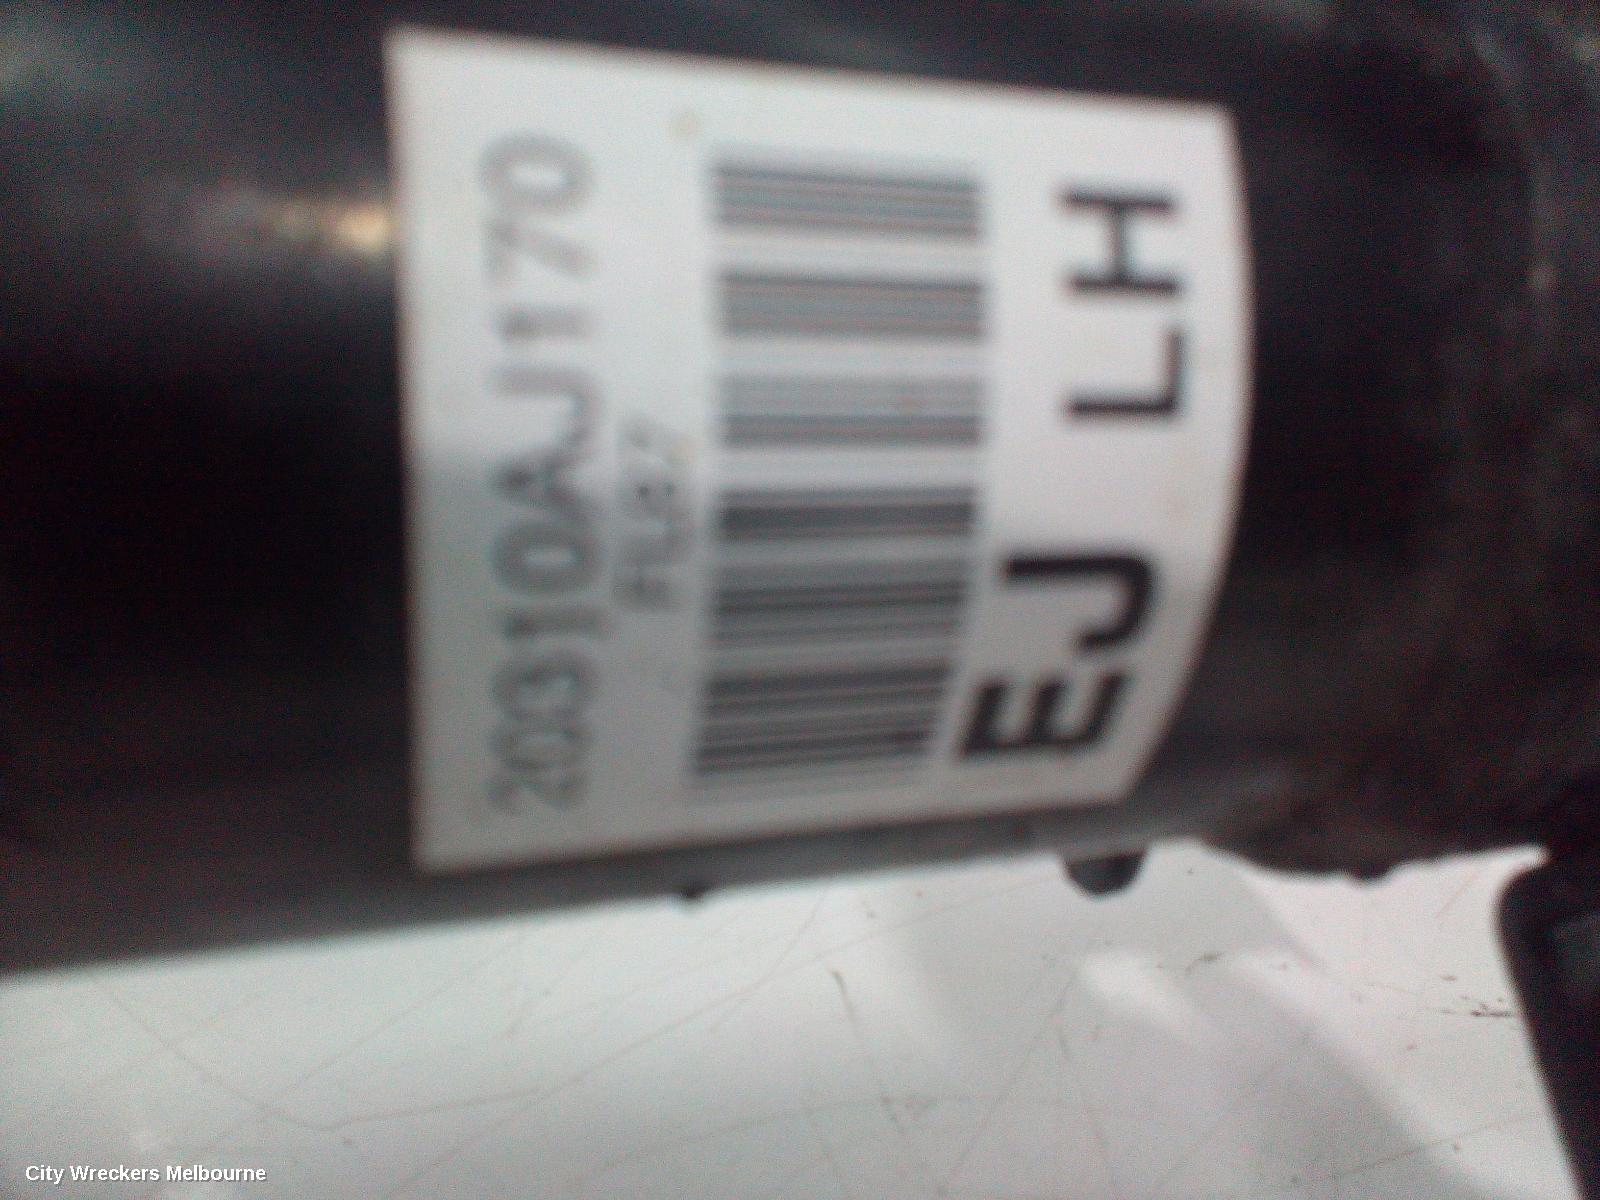 20310AJ170
EJ LH
City Wreckers Melbourne